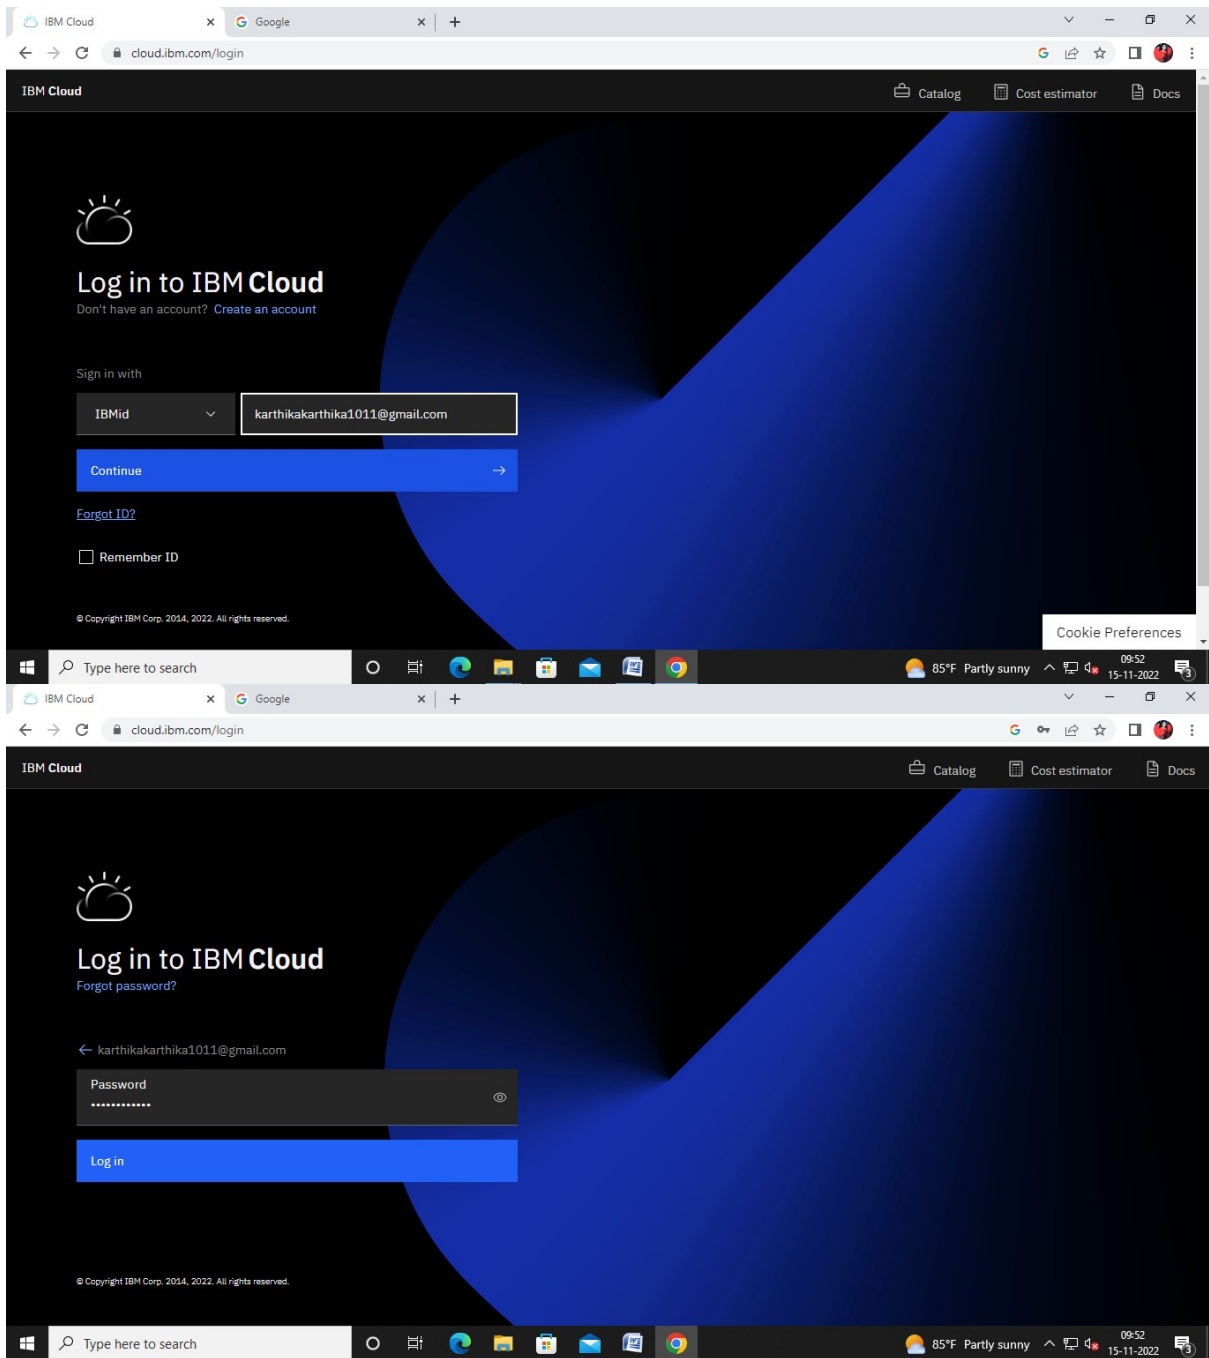 IBM Cloud
Google
cloud.ibm.com/login
IBM Cloud
Catalog
Cost estimator
Docs
Log in to IBM Cloud
Don't have an account? Create an account
Sign in with
IBMid
karthikakarthika1011@gmail.com
Continue
Forgot ID?
Remember ID
© Copyright IBM Corp. 2014, 2022. All rights reserved.
Cookie Preferences
Type here to search
85°F Partly sunny
09:52
15-11-2022
3
IBM Cloud
Google
cloud.ibm.com/login
IBM Cloud
Catalog
Cost estimator
Docs
Log in to IBM Cloud
Forgot password?
karthikakarthika1011@gmail.com
Password
••••••••••••
Log in
© Copyright IBM Corp. 2014, 2022. All rights reserved.
Type here to search
85°F Partly sunny
09:52
15-11-2022
3